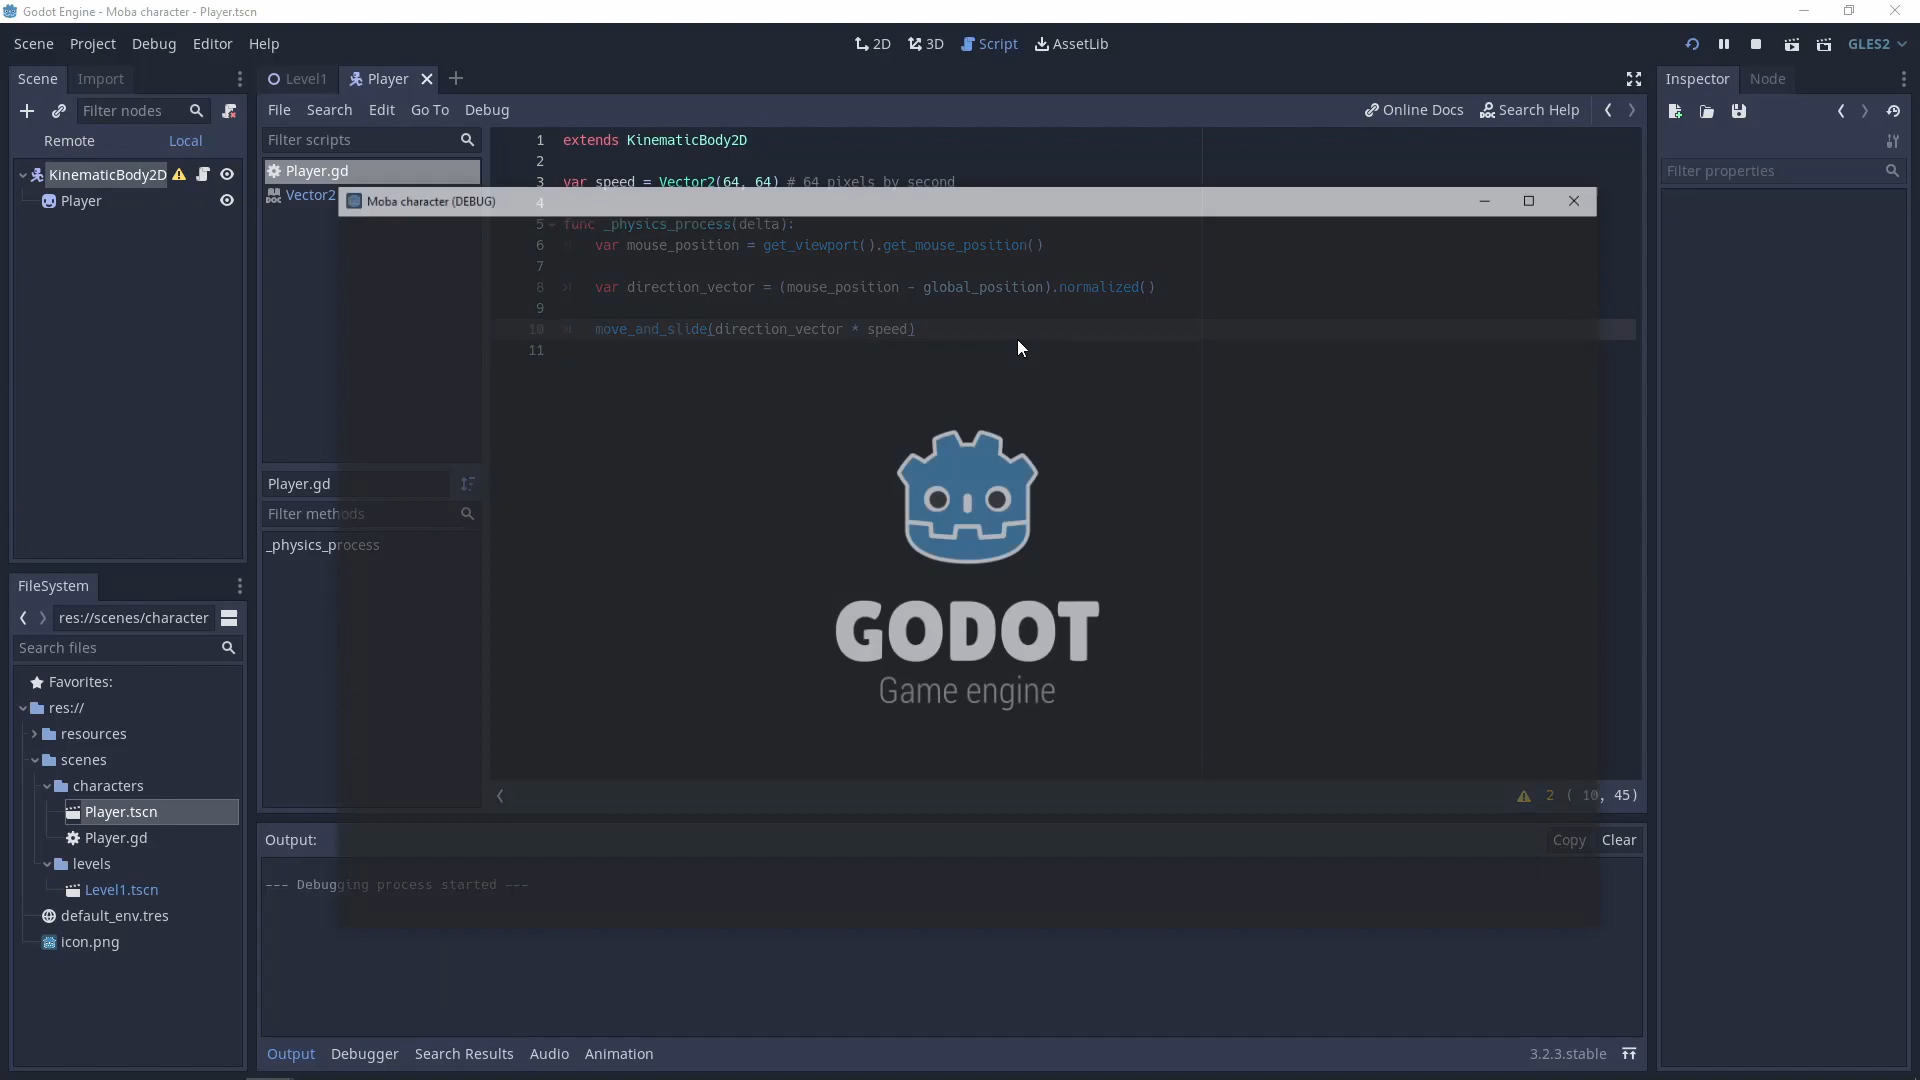 Godot Engine - Moba character - Player.tscn
Scene Project Debug Editor Help
2D 3D Script AssetLib
GLES2
Scene Import
Level1 Player
Inspector Node
Filter nodes
File Search Edit Go To Debug
Online Docs Search Help
Remote Local
Filter scripts
Filter properties
KinematicBody2D
Player
Player.gd
Vector2
1 extends KinematicBody2D
2
3 var speed = Vector2(64, 64) # 64 pixels by second
Moba character (DEBUG)
4
5 func _physics_process(delta):
6 var mouse_position = get_viewport().get_mouse_position()
7
8 var direction_vector = (mouse_position - global_position).normalized()
9
10 move_and_slide(direction_vector * speed)
11
GODOT
Game engine
Player.gd
Filter methods
_physics_process
2 ( 10, 45)
FileSystem
res://scenes/character
Search files
Favorites:
res://
resources
scenes
characters
Player.tscn
Player.gd
levels
Level1.tscn
default_env.tres
icon.png
Output: Copy Clear
--- Debugging process started ---
Output Debugger Search Results Audio Animation 3.2.3.stable